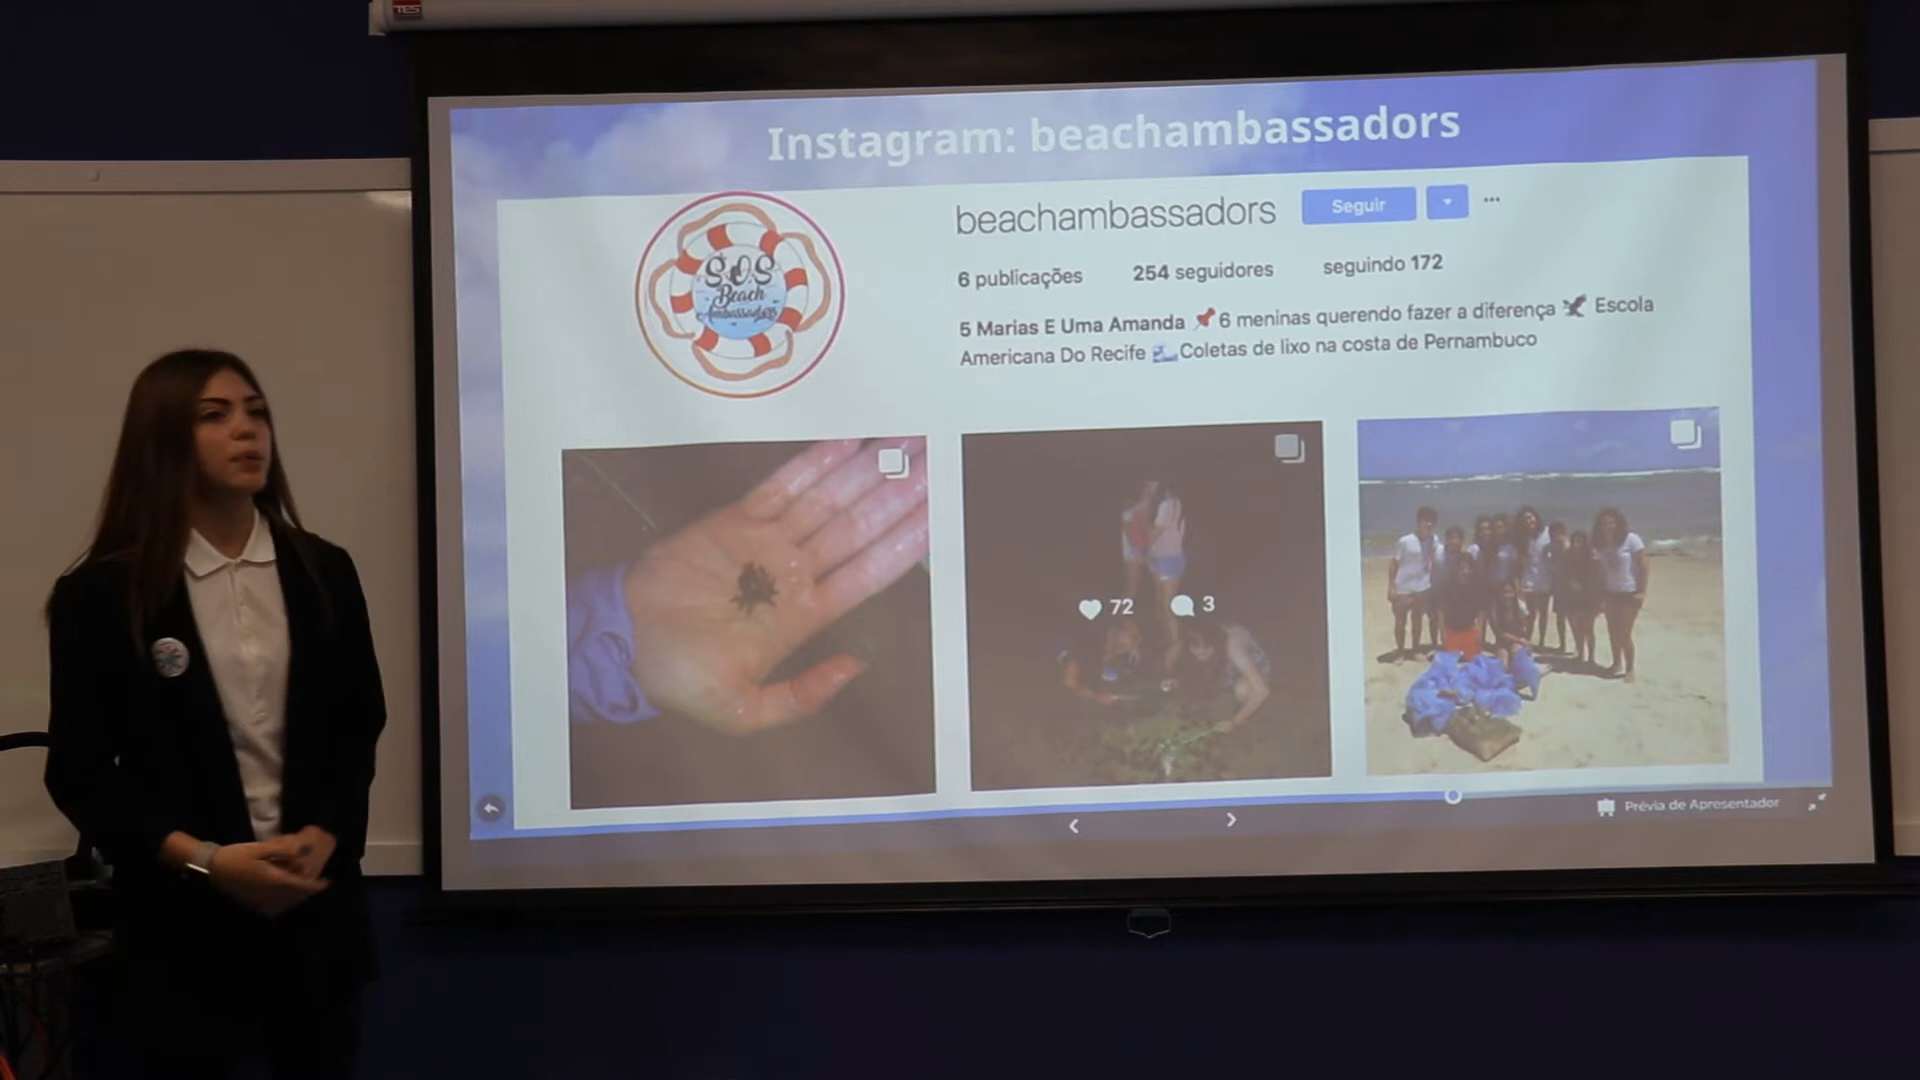 TES
Instagram: beachambassadors
S.O.S
Beach
Ambassadors
beachambassadors Seguir
6 publicações 254 seguidores seguindo 172
5 Marias E Uma Amanda 6 meninas querendo fazer a diferença Escola
Americana Do Recife Coletas de lixo na costa de Pernambuco
72 3
Prévia de Apresentador